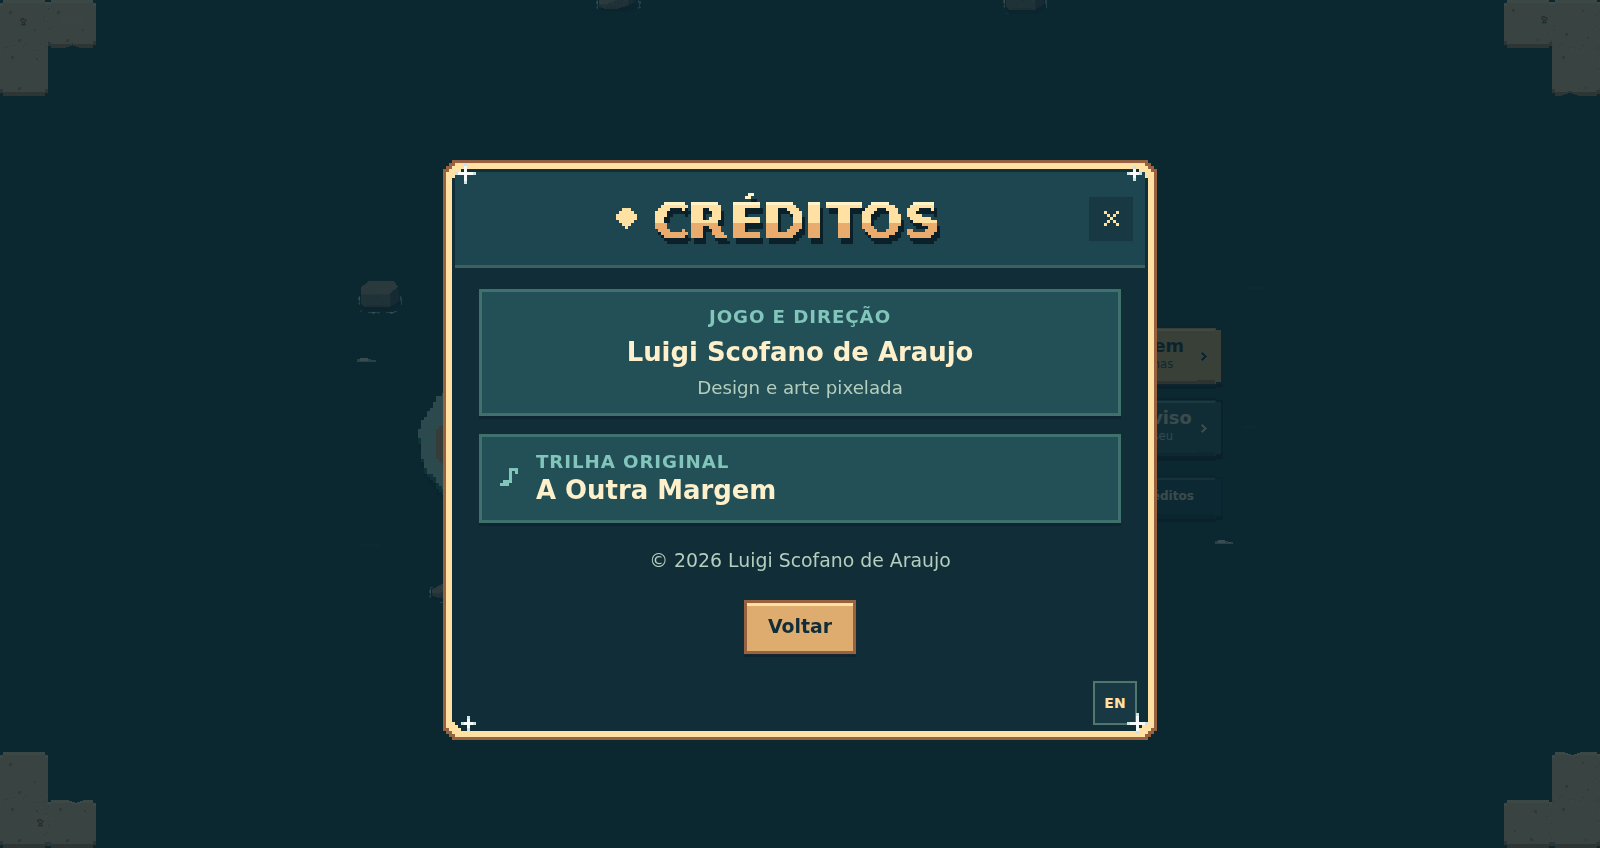 CRÉDITOS
JOGO E DIREÇÃO
Luigi Scofano de Araujo
Design e arte pixelada
TRILHA ORIGINAL
A Outra Margem
© 2026 Luigi Scofano de Araujo
Voltar
EN